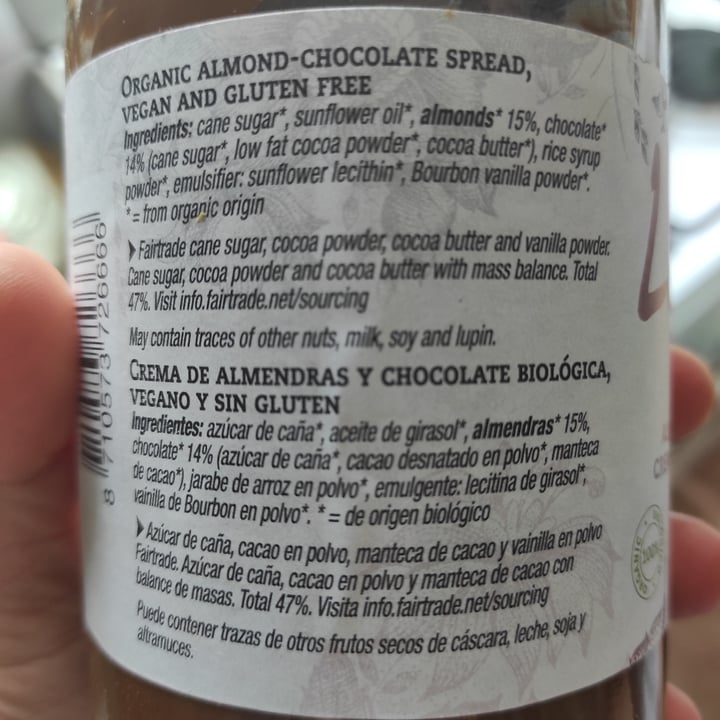 ORGANIC ALMOND-CHOCOLATE SPREAD,
VEGAN AND GLUTEN FREE
Ingredients: cane sugar*, sunflower oil*, almonds* 15%, chocolate*
14% (cane sugar*, low fat cocoa powder*, cocoa butter*), rice syrup
powder*, emulsifier: sunflower lecithin*, Bourbon vanilla powder*.
* = from organic origin
Fairtrade cane sugar, cocoa powder, cocoa butter and vanilla powder.
Cane sugar, cocoa powder and cocoa butter with mass balance. Total
47%. Visit info.fairtrade.net/sourcing
May contain traces of other nuts, milk, soy and lupin.
CREMA DE ALMENDRAS Y CHOCOLATE BIOLÓGICA,
VEGANO Y SIN GLUTEN
Ingredientes: azúcar de caña*, aceite de girasol*, almendras* 15%,
chocolate* 14% (azúcar de caña*, cacao desnatado en polvo*, manteca
de cacao*), jarabe de arroz en polvo*, emulgente: lecitina de girasol*,
vainilla de Bourbon en polvo*. * = de origen biológico
Azúcar de caña, cacao en polvo, manteca de cacao y vainilla en polvo
Fairtrade. Azúcar de caña, cacao en polvo y manteca de cacao con
balance de masas. Total 47%. Visita info.fairtrade.net/sourcing
Puede contener trazas de otros frutos secos de cáscara, leche, soja y
altramuces.
8 710573 726666
ORGANIC
100%